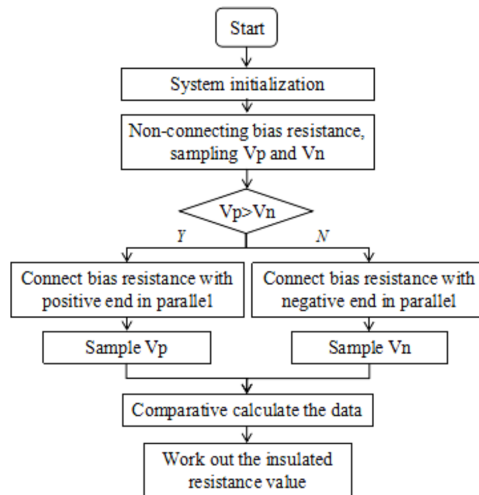 Start
System initialization
Non-connecting bias resistance,
sampling Vp and Vn
Vp>Vn
Y
N
Connect bias resistance with
positive end in parallel
Connect bias resistance with
negative end in parallel
Sample Vp
Sample Vn
Comparative calculate the data
Work out the insulated
resistance value